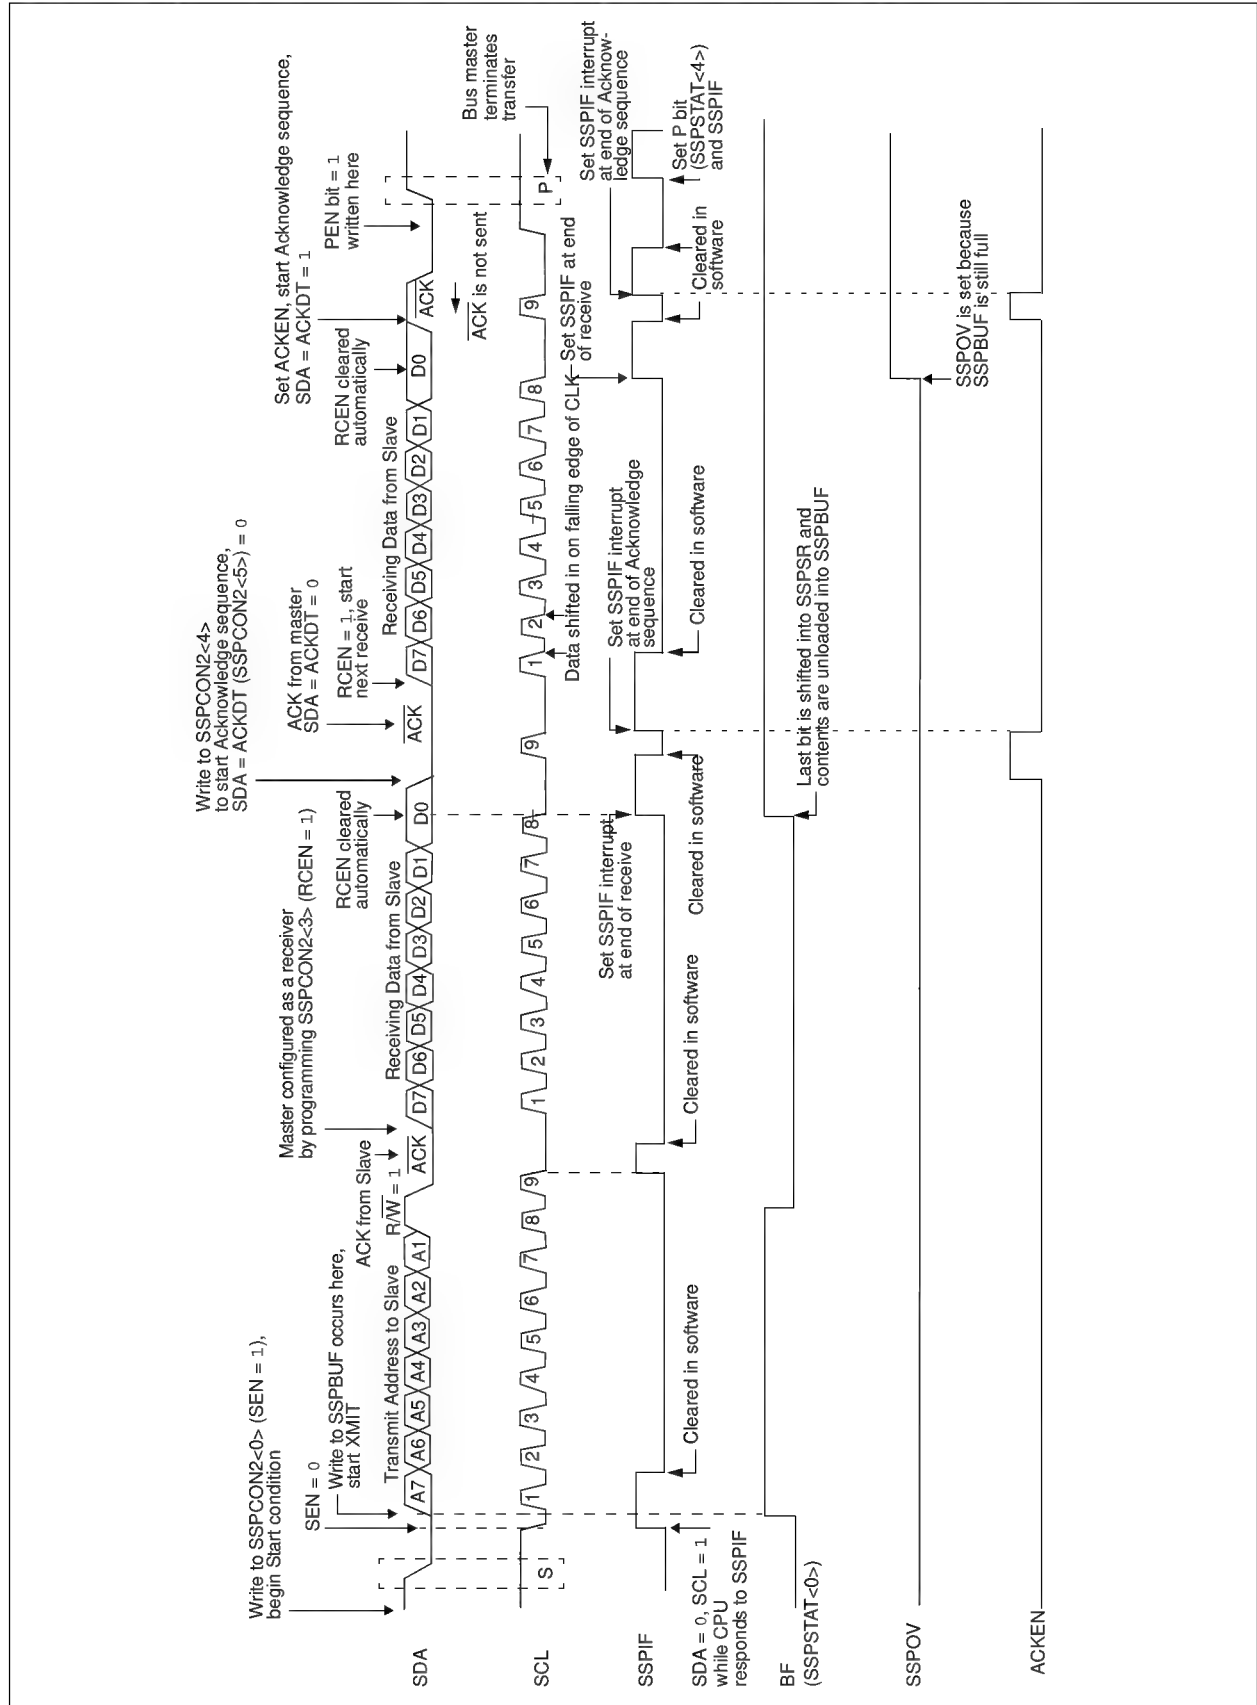 Write to SSPCON2<0> (SEN = 1),
begin Start condition
SEN = 0
Write to SSPBUF occurs here,
start XMIT
Transmit Address to Slave
ACK from Slave
R/W = 1
Master configured as a receiver
by programming SSPCON2<3> (RCEN = 1)
Receiving Data from Slave
RCEN cleared
automatically
Write to SSPCON2<4>
to start Acknowledge sequence,
SDA = ACKDT (SSPCON2<5>) = 0
ACK from master
SDA = ACKDT = 0
RCEN = 1, start
next receive
Receiving Data from Slave
RCEN cleared
automatically
Set ACKEN, start Acknowledge sequence,
SDA = ACKDT = 1
PEN bit = 1
written here
SDA
A7 A6 A5 A4 A3 A2 A1
ACK
D7 D6 D5 D4 D3 D2 D1 D0
ACK
D7 D6 D5 D4 D3 D2 D1 D0
ACK
ACK is not sent
Bus master
terminates
transfer
SCL
S
1 2 3 4 5 6 7 8 9
1 2 3 4 5 6 7 8 9
1 2 3 4 5 6 7 8 9
P
Data shifted in on falling edge of CLK
Set SSPIF at end
of receive
Set SSPIF interrupt
at end of receive
Set SSPIF interrupt
at end of Acknowledge
sequence
Set SSPIF interrupt
at end of Acknow-
ledge sequence
SSPIF
SDA = 0, SCL = 1
while CPU
responds to SSPIF
Cleared in software
Cleared in software
Cleared in software
Cleared in software
Cleared in
software
Set P bit
(SSPSTAT<4>)
and SSPIF
BF
(SSPSTAT<0>)
Last bit is shifted into SSPSR and
contents are unloaded into SSPBUF
SSPOV
SSPOV is set because
SSPBUF is still full
ACKEN